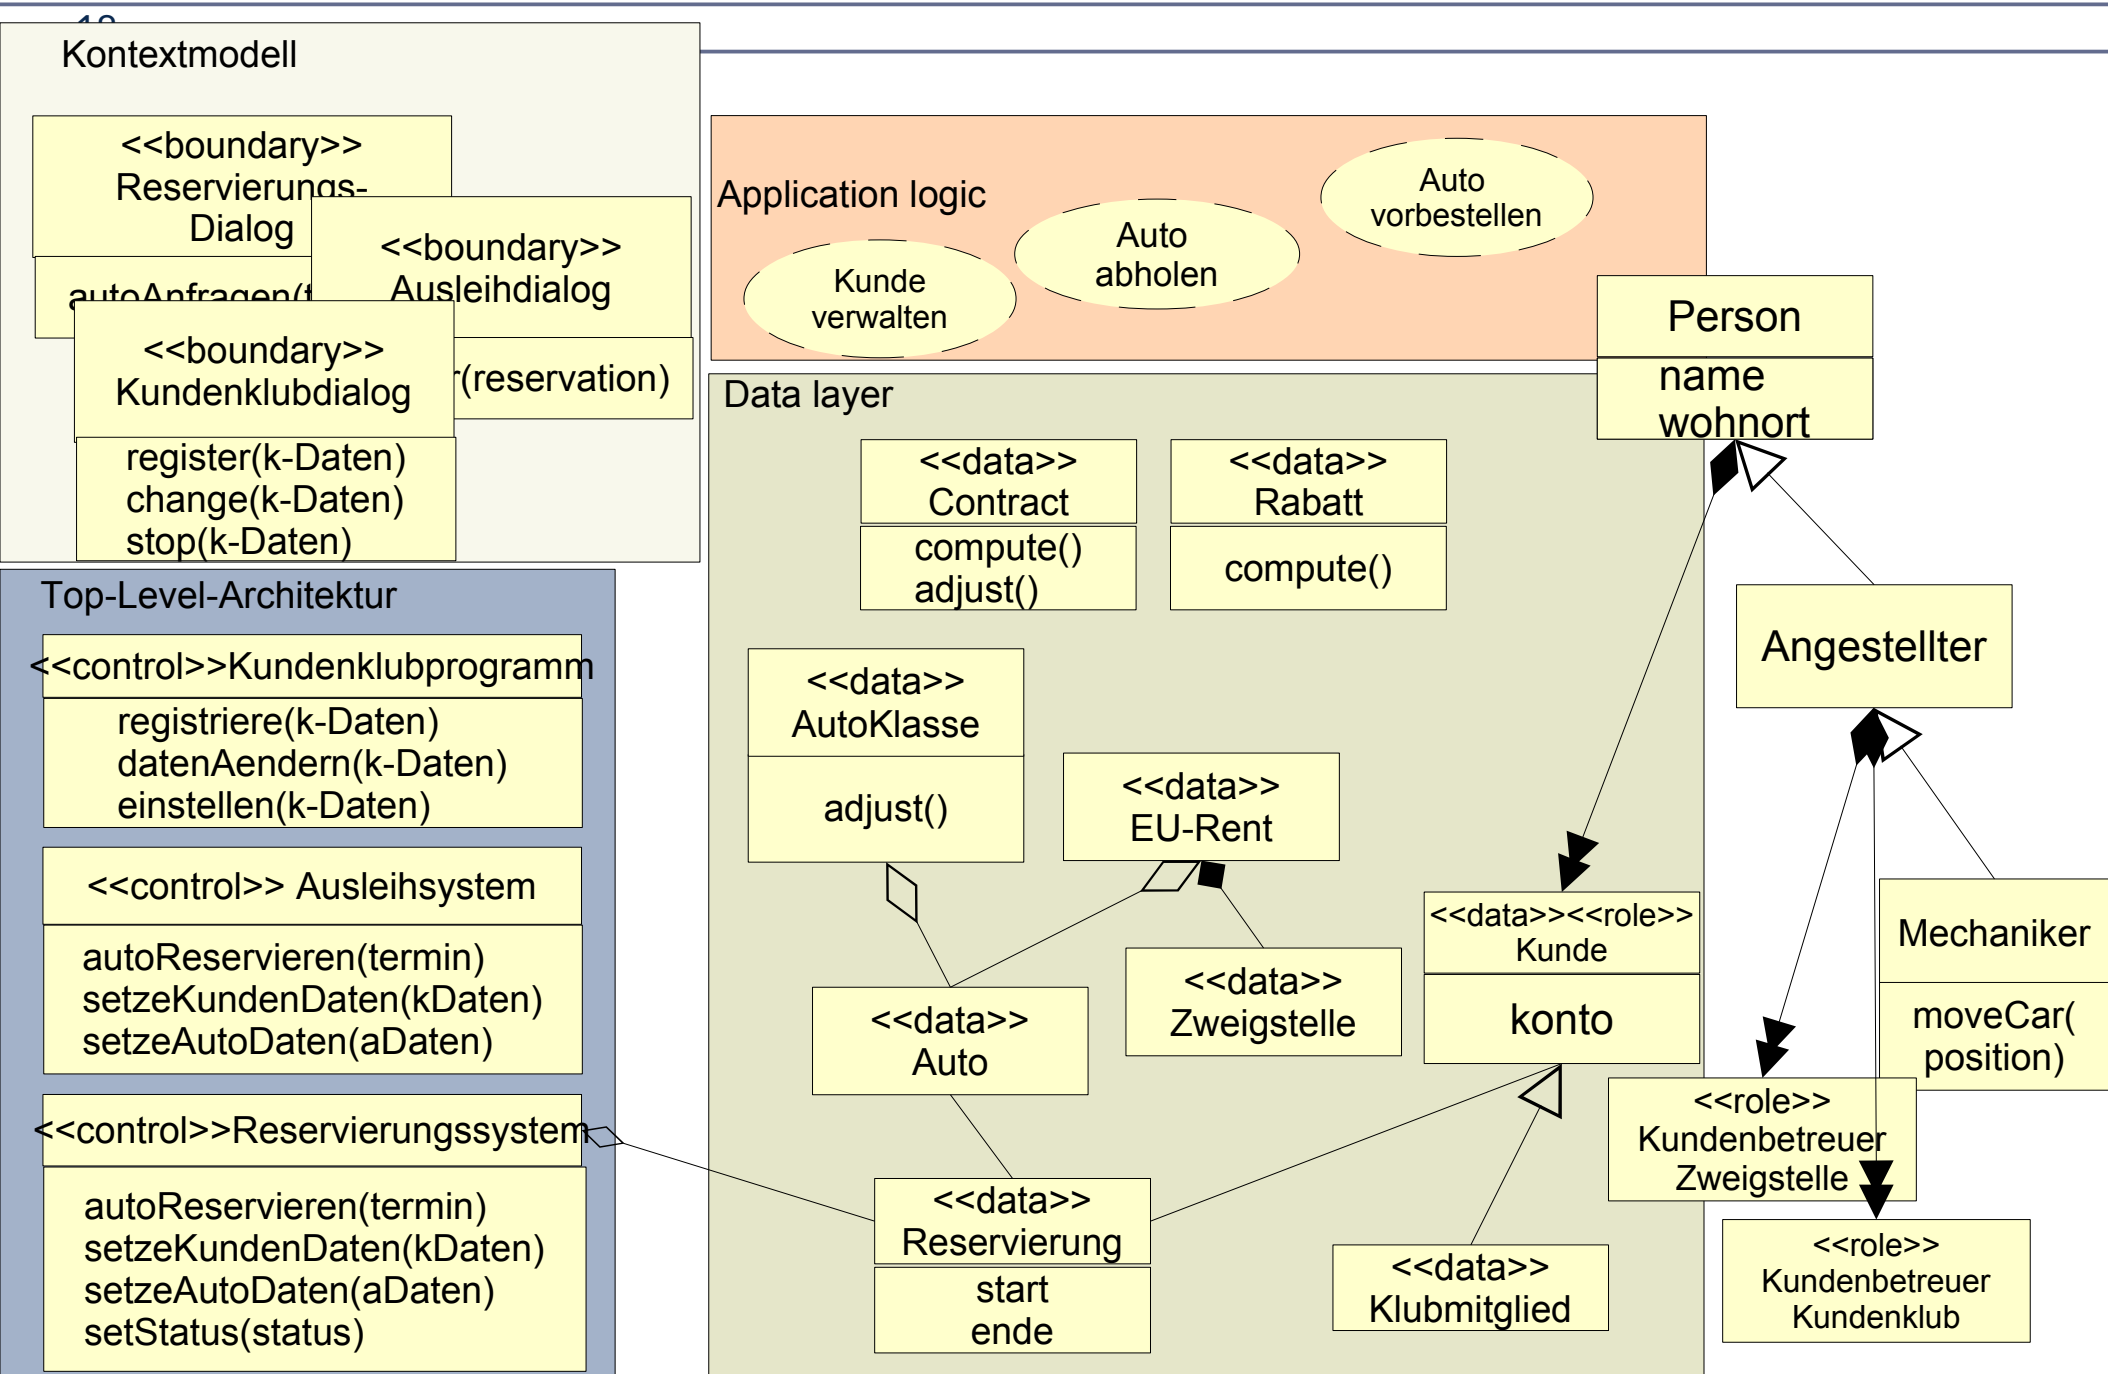 Kontextmodell
<<boundary>>
Reservierungs-
Dialog
<<boundary>>
Ausleihdialog
r(reservation)
<<boundary>>
Kundenklubdialog
register(k-Daten)
change(k-Daten)
stop(k-Daten)
Application logic
Kunde
verwalten
Auto
abholen
Auto
vorbestellen
Person
name
wohnort
Data layer
<<data>>
Contract
compute()
adjust()
<<data>>
Rabatt
compute()
Angestellter
Top-Level-Architektur
<<control>>Kundenklubprogramm
registriere(k-Daten)
datenAendern(k-Daten)
einstellen(k-Daten)
<<control>> Ausleihsystem
autoReservieren(termin)
setzeKundenDaten(kDaten)
setzeAutoDaten(aDaten)
<<control>>Reservierungssystem
autoReservieren(termin)
setzeKundenDaten(kDaten)
setzeAutoDaten(aDaten)
setStatus(status)
<<data>>
AutoKlasse
adjust()
<<data>>
EU-Rent
<<data>>
Auto
<<data>>
Zweigstelle
<<data>><<role>>
Kunde
konto
Mechaniker
moveCar(
position)
<<role>>
Kundenbetreuer
Zweigstelle
<<data>>
Reservierung
start
ende
<<data>>
Klubmitglied
<<role>>
Kundenbetreuer
Kundenklub